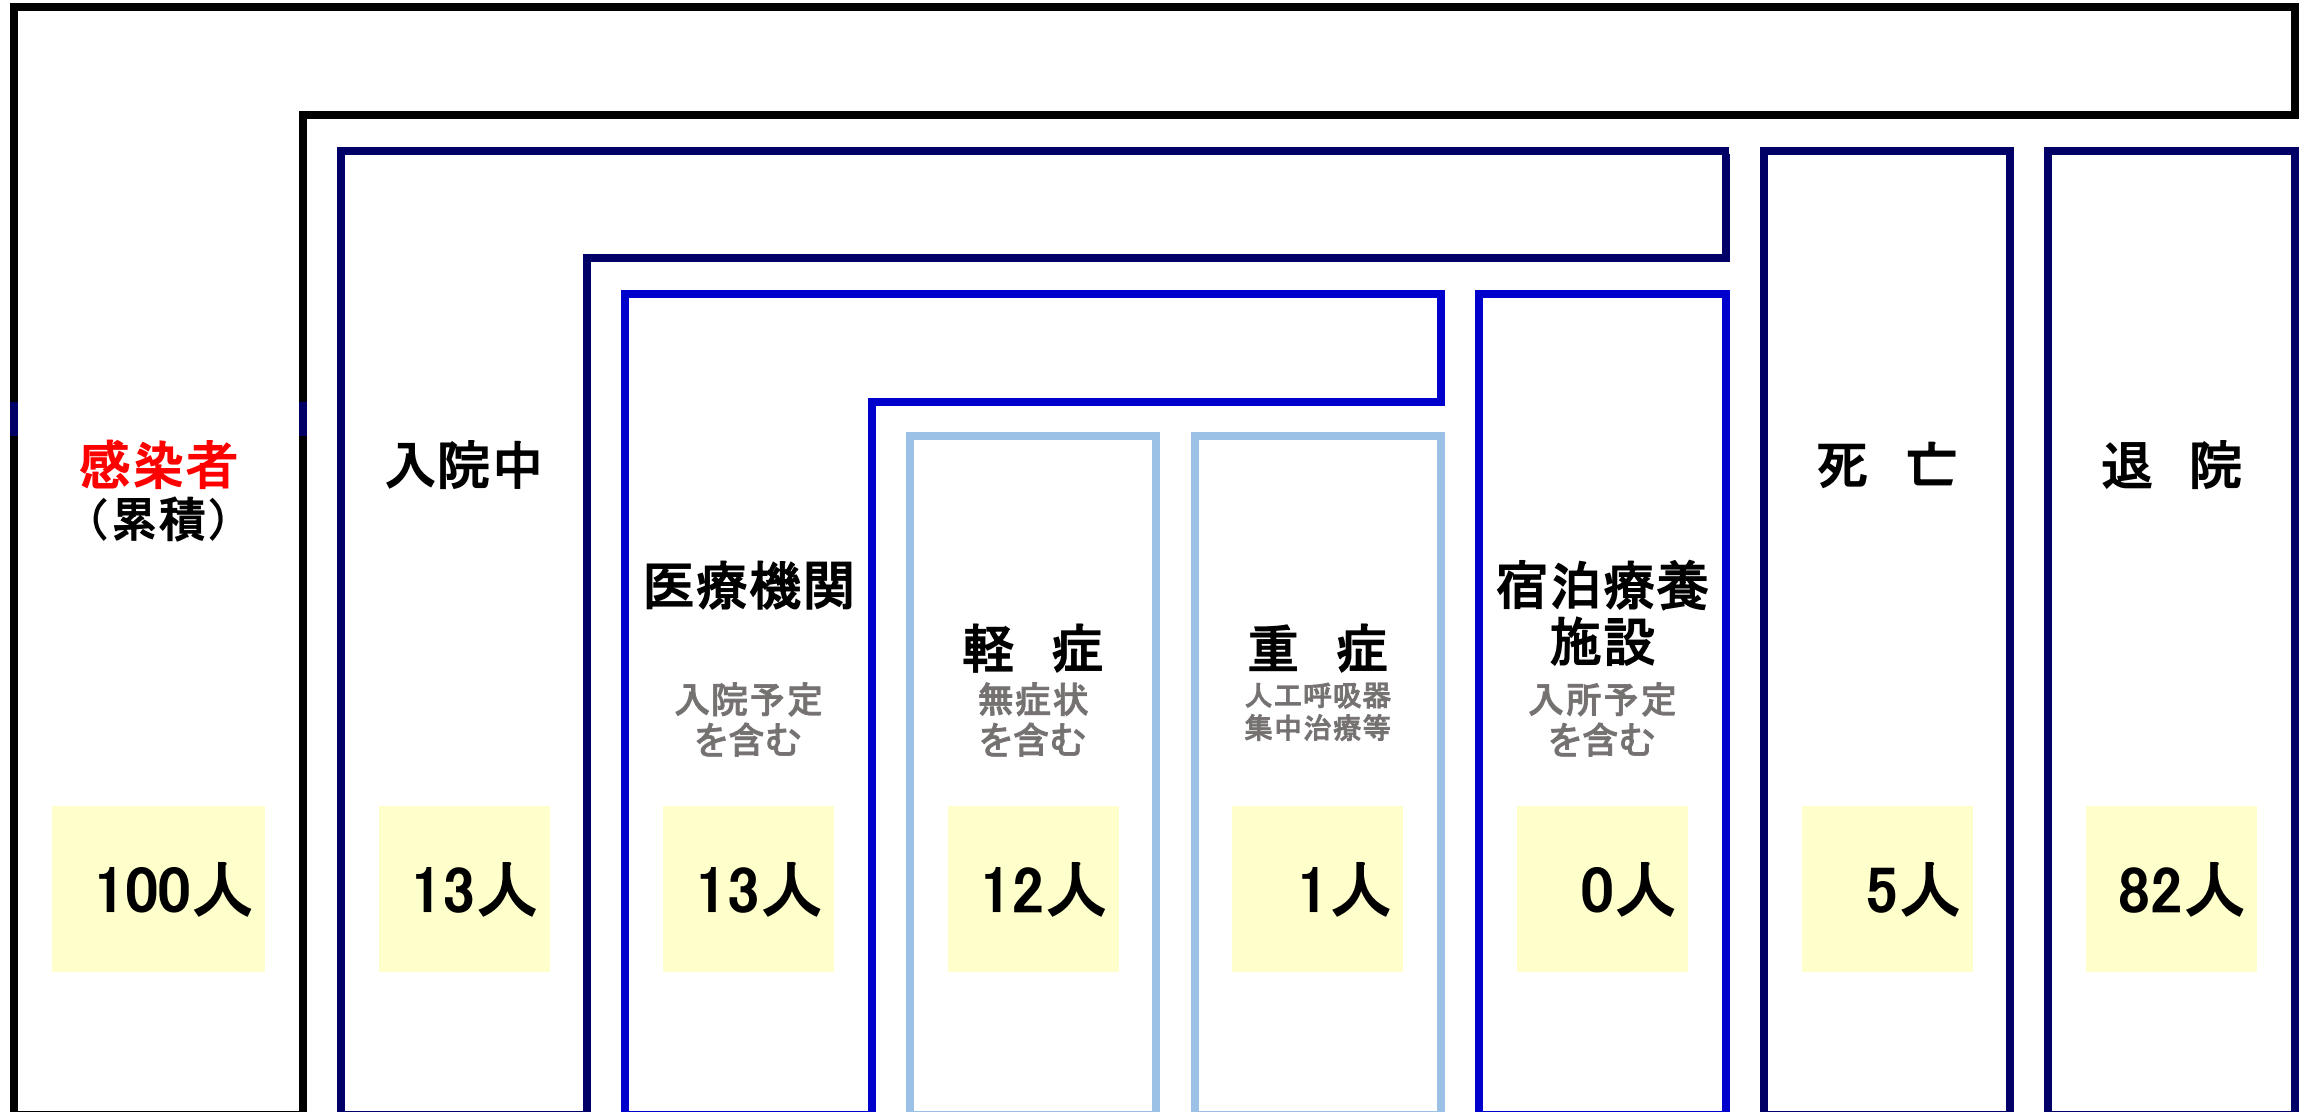 感染者
（累積）
100人
入院中
13人
医療機関
入院予定
を含む
13人
軽　症
無症状
を含む
12人
重　症
人工呼吸器
集中治療等
1人
宿泊療養
施設
入所予定
を含む
0人
死　亡
5人
退　院
82人